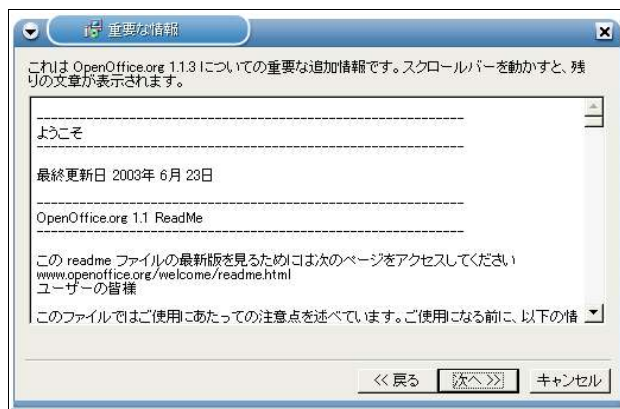 重要な情報
これは OpenOffice.org 1.1.3 についての重要な追加情報です。スクロールバーを動かすと、残
りの文章が表示されます。
------------------------------------------------------------
ようこそ
------------------------------------------------------------
最終更新日 2003年 6月 23日
------------------------------------------------------------
OpenOffice.org 1.1 ReadMe
------------------------------------------------------------
この readme ファイルの最新版を見るためには次のページをアクセスしてください
www.openoffice.org/welcome/readme.html
ユーザーの皆様
このファイルではご使用にあたっての注意点を述べています。ご使用になる前に、以下の情
<< 戻る
次へ >>
キャンセル